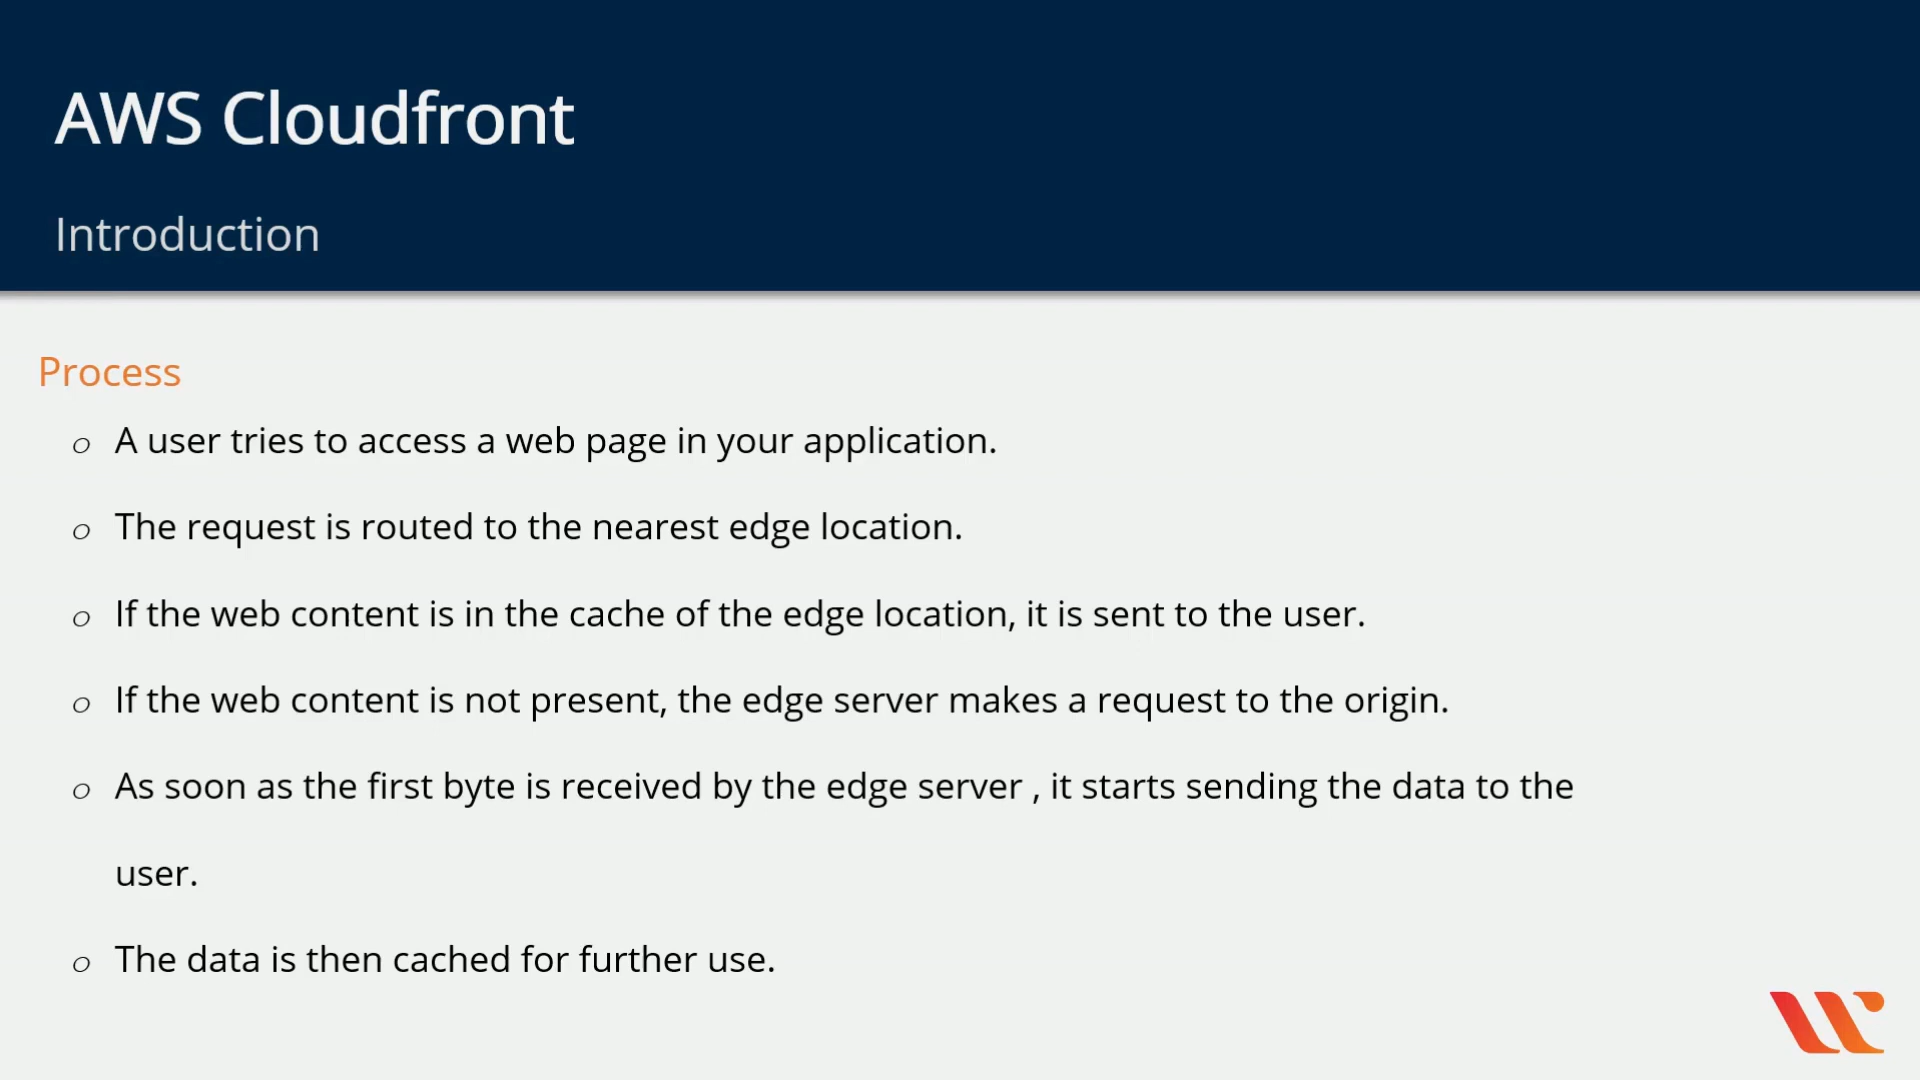 AWS Cloudfront
Introduction
Process
o A user tries to access a web page in your application.
o The request is routed to the nearest edge location.
o If the web content is in the cache of the edge location, it is sent to the user.
o If the web content is not present, the edge server makes a request to the origin.
o As soon as the first byte is received by the edge server , it starts sending the data to the
user.
o The data is then cached for further use.